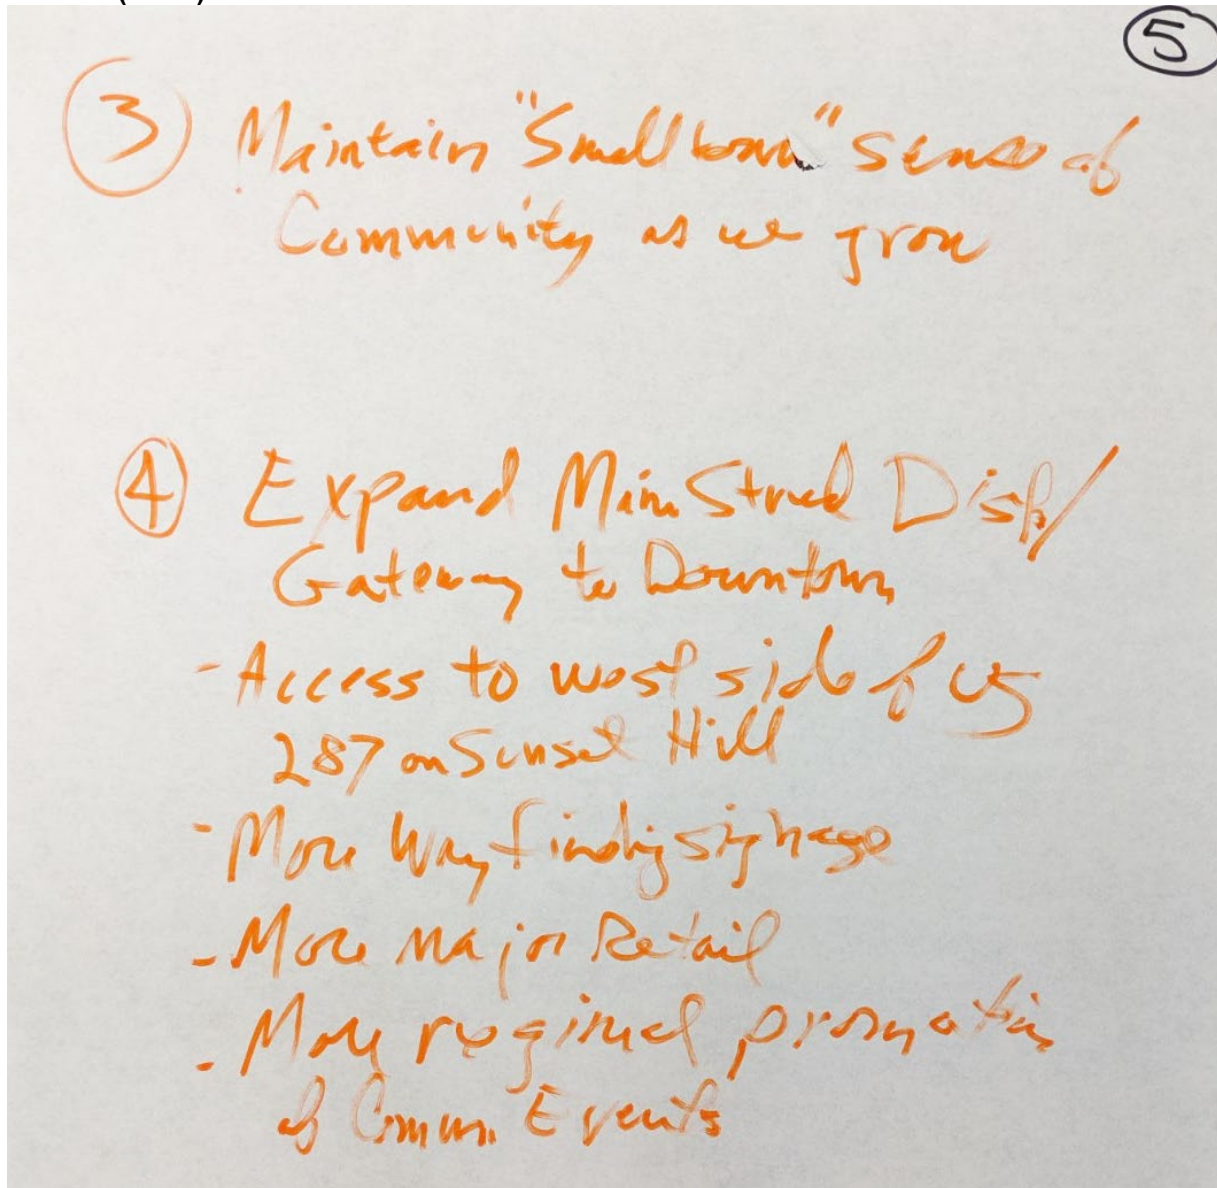 5
3 Maintain "Smalltown" sense of
Community as we grow
4 Expand Main Street Dist/
Gateway to Downtown
- Access to west side of US
287 on Sunset Hill
- More Wayfinding signage
- More Major Retail
- More regional promotion
of Comm. Events